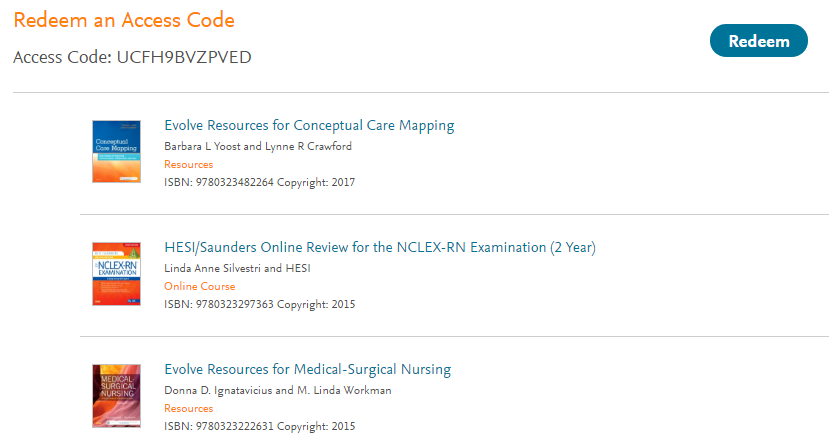 Redeem an Access Code
Access Code: UCFH9BVZPVED
Redeem
Conceptual
Care Mapping
Evolve Resources for Conceptual Care Mapping
Barbara L Yoost and Lynne R Crawford
Resources
ISBN: 9780323482264 Copyright: 2017
NCLEX-RN
EXAMINATION
HESI/Saunders Online Review for the NCLEX-RN Examination (2 Year)
Linda Anne Silvestri and HESI
Online Course
ISBN: 9780323297363 Copyright: 2015
MEDICAL-
SURGICAL
NURSING
Evolve Resources for Medical-Surgical Nursing
Donna D. Ignatavicius and M. Linda Workman
Resources
ISBN: 9780323222631 Copyright: 2015